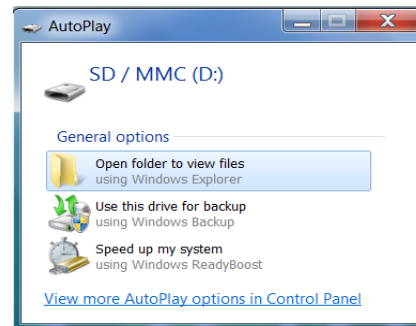 AutoPlay
SD / MMC (D:)
General options
Open folder to view files
using Windows Explorer
Use this drive for backup
using Windows Backup
Speed up my system
using Windows ReadyBoost
View more AutoPlay options in Control Panel